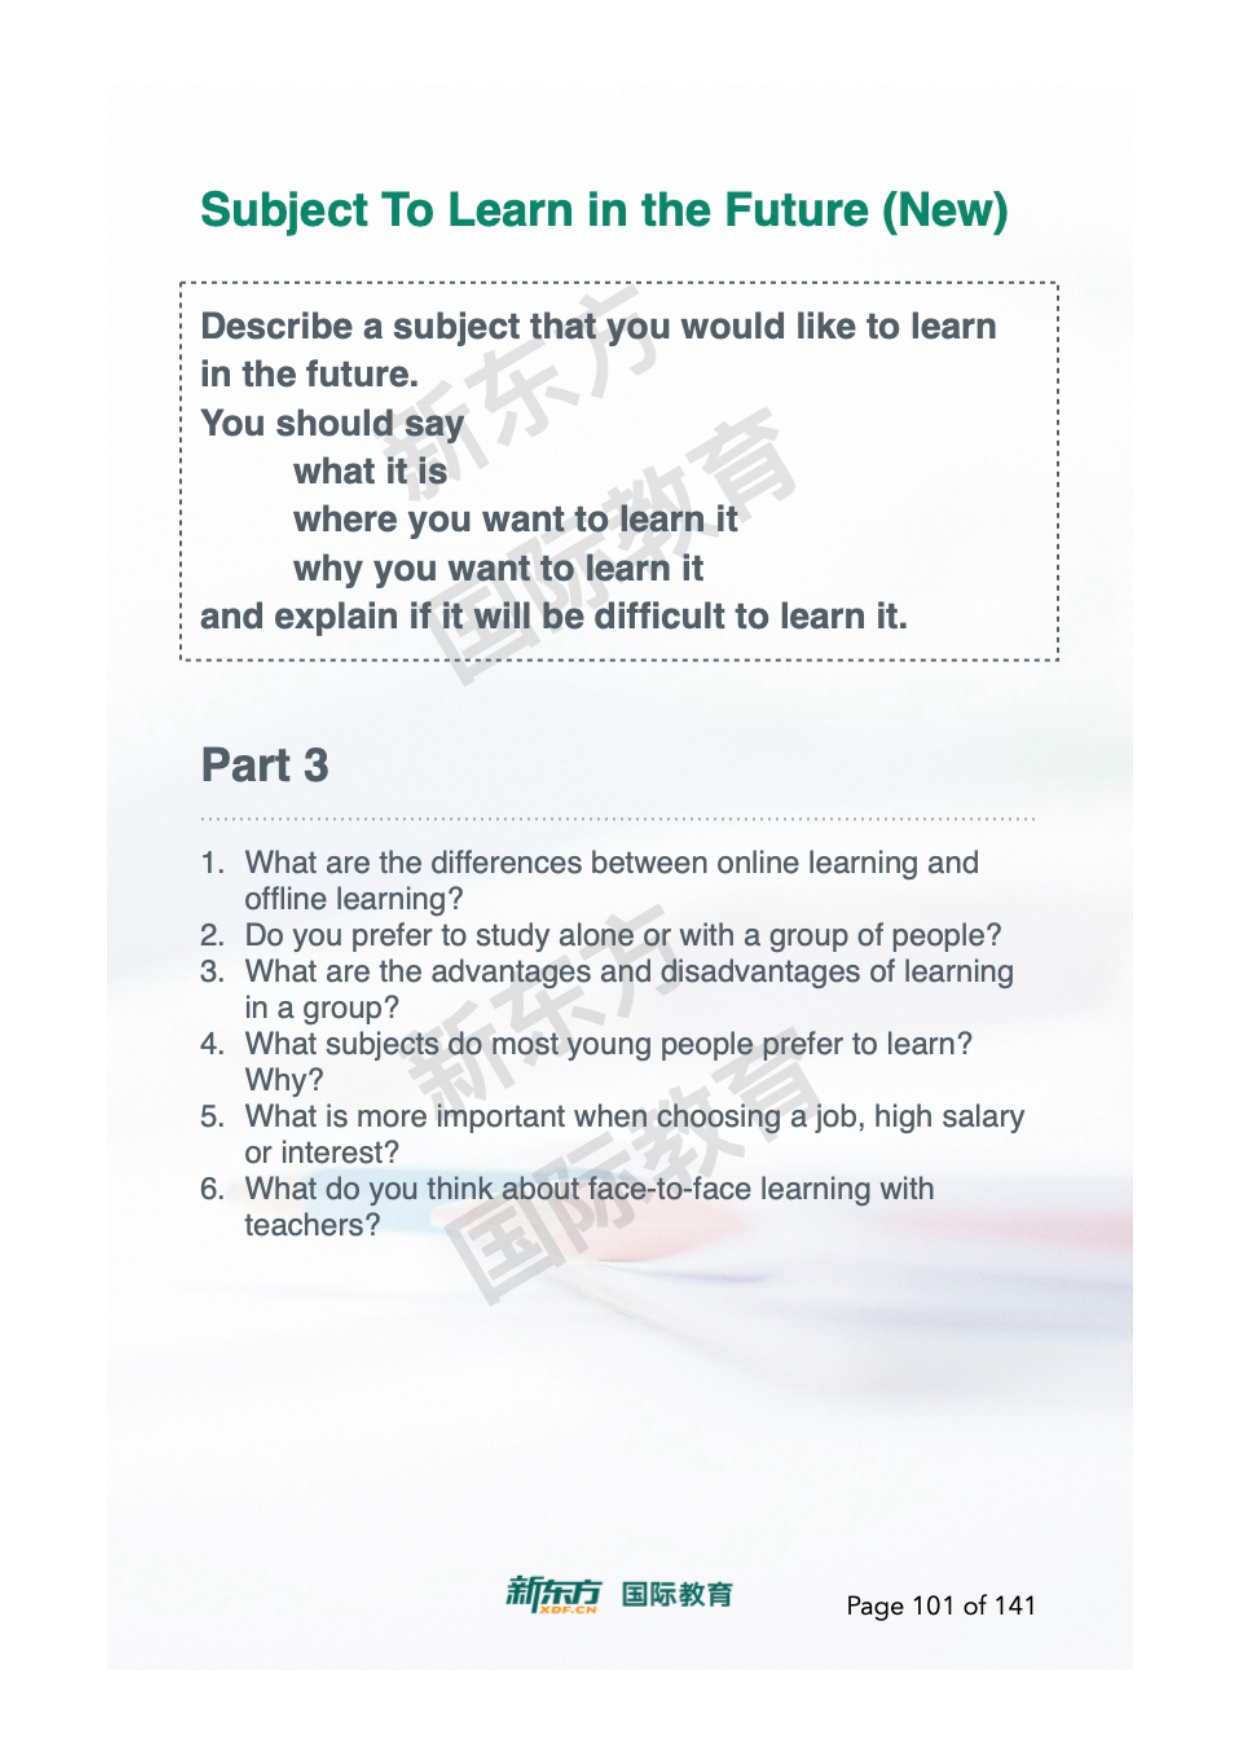 Subject To Learn in the Future (New)
Describe a subject that you would like to learn
in the future.
You should say
what it is
where you want to learn it
why you want to learn it
and explain if it will be difficult to learn it.
新东方
国际教育
Part 3
1. What are the differences between online learning and
offline learning?
2. Do you prefer to study alone or with a group of people?
3. What are the advantages and disadvantages of learning
in a group?
4. What subjects do most young people prefer to learn?
Why?
5. What is more important when choosing a job, high salary
or interest?
6. What do you think about face-to-face learning with
teachers?
新东方
国际教育
新东方 国际教育
XDF.CN
Page 101 of 141